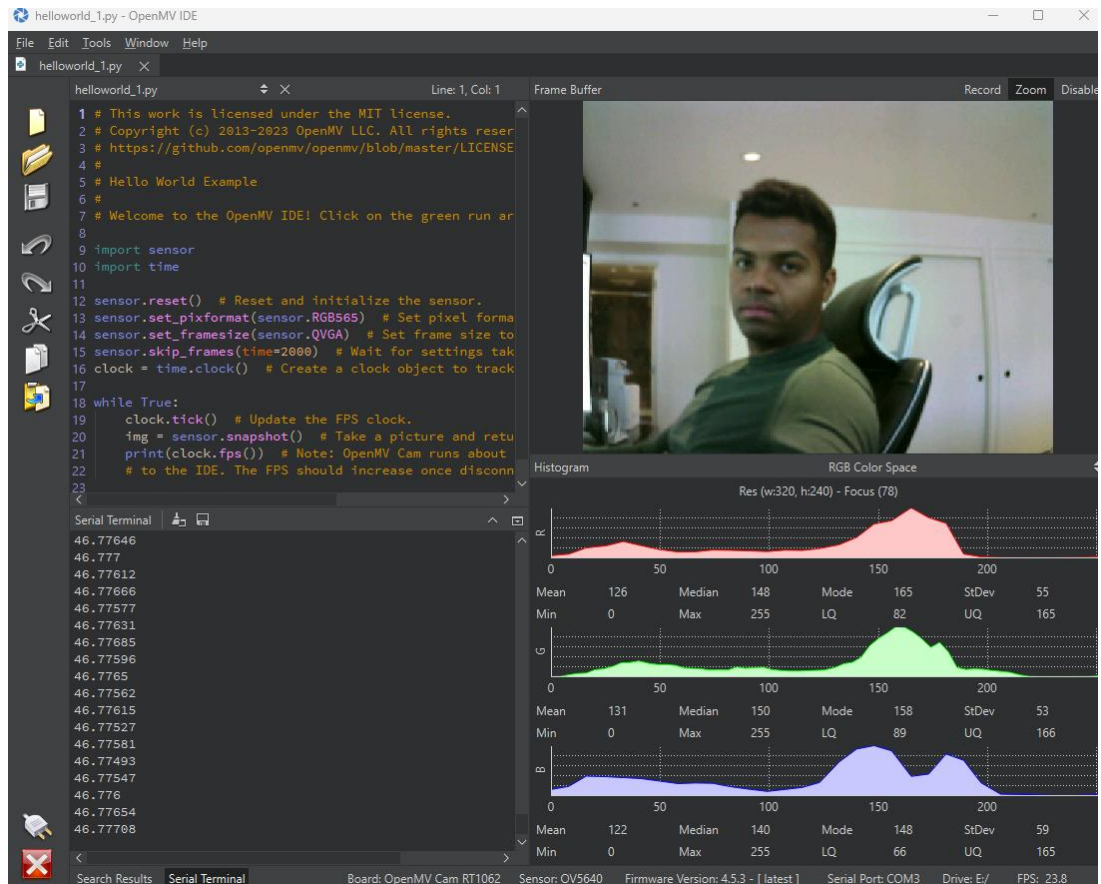 helloworld_1.py - OpenMV IDE
File Edit Tools Window Help
helloworld_1.py
helloworld_1.py Line: 1, Col: 1
1 # This work is licensed under the MIT license.
2 # Copyright (c) 2013-2023 OpenMV LLC. All rights reser
3 # https://github.com/openmv/openmv/blob/master/LICENSE
4 #
5 # Hello World Example
6 #
7 # Welcome to the OpenMV IDE! Click on the green run ar
8
9 import sensor
10 import time
11
12 sensor.reset()  # Reset and initialize the sensor.
13 sensor.set_pixformat(sensor.RGB565)  # Set pixel forma
14 sensor.set_framesize(sensor.QVGA)  # Set frame size to
15 sensor.skip_frames(time=2000)  # Wait for settings tak
16 clock = time.clock()  # Create a clock object to track
17
18 while True:
19     clock.tick()  # Update the FPS clock.
20     img = sensor.snapshot()  # Take a picture and retu
21     print(clock.fps())  # Note: OpenMV Cam runs about
22     # to the IDE. The FPS should increase once disconn
23
Serial Terminal
46.77646
46.777
46.77612
46.77666
46.77577
46.77631
46.77685
46.77596
46.7765
46.77562
46.77615
46.77527
46.77581
46.77493
46.77547
46.776
46.77654
46.77708
Frame Buffer Record Zoom Disable
Histogram RGB Color Space
Res (w:320, h:240) - Focus (78)
R
0 50 100 150 200
Mean 126 Median 148 Mode 165 StDev 55
Min 0 Max 255 LQ 82 UQ 165
G
0 50 100 150 200
Mean 131 Median 150 Mode 158 StDev 53
Min 0 Max 255 LQ 89 UQ 166
B
0 50 100 150 200
Mean 122 Median 140 Mode 148 StDev 59
Min 0 Max 255 LQ 66 UQ 165
Search Results Serial Terminal Board: OpenMV Cam RT1062 Sensor: OV5640 Firmware Version: 4.5.3 - [ latest ] Serial Port: COM3 Drive: E:/ FPS: 23.8